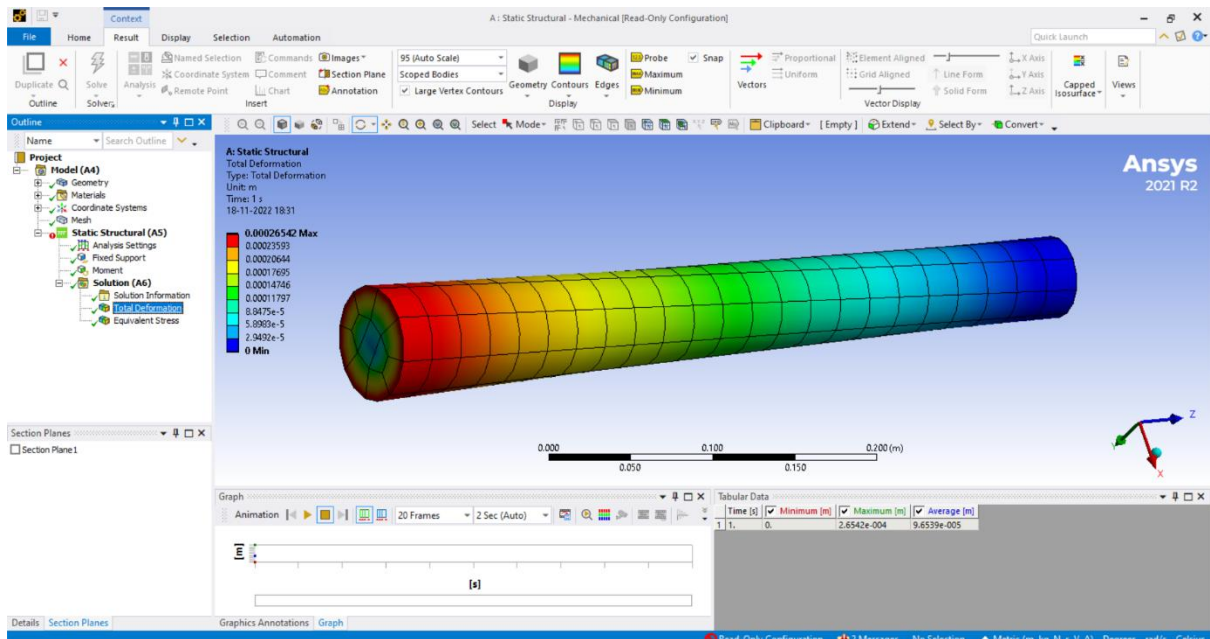 Context
A : Static Structural - Mechanical [Read-Only Configuration]
File Home Result Display Selection Automation
Quick Launch
Duplicate Q
Outline
Solve
Solver
Analysis
Named Selection Commands Images
Coordinate System Comment Section Plane
Remote Point Chart Annotation
Insert
95 (Auto Scale)
Scoped Bodies
Large Vertex Contours
Geometry Contours Edges
Probe Snap
Maximum
Minimum
Display
Vectors
Proportional Element Aligned X Axis
Uniform Grid Aligned Line Form Y Axis
Solid Form Z Axis
Vector Display
Capped
Isosurface
Views
Outline
Name Search Outline
Select Mode Clipboard [Empty] Extend Select By Convert
Project
Model (A4)
Geometry
Materials
Coordinate Systems
Mesh
Static Structural (A5)
Analysis Settings
Fixed Support
Moment
Solution (A6)
Solution Information
Total Deformation
Equivalent Stress
A: Static Structural
Total Deformation
Type: Total Deformation
Unit: m
Time: 1 s
18-11-2022 18:31
0.00026542 Max
0.00023593
0.00020644
0.00017695
0.00014746
0.00011797
8.8475e-5
5.8983e-5
2.9492e-5
0 Min
Ansys
2021 R2
0.000 0.100 0.200 (m)
0.050 0.150
Z
Y
X
Section Planes
Section Plane 1
Graph
Animation 20 Frames 2 Sec (Auto)
[m]
[s]
Tabular Data
Time [s] Minimum [m] Maximum [m] Average [m]
1 1. 0. 2.6542e-004 9.6539e-005
Details Section Planes
Graphics Annotations Graph
Read-Only Configuration 2 Messages No Selection Metric (m, kg, N, s, V, A) Degrees rad/s Celsius